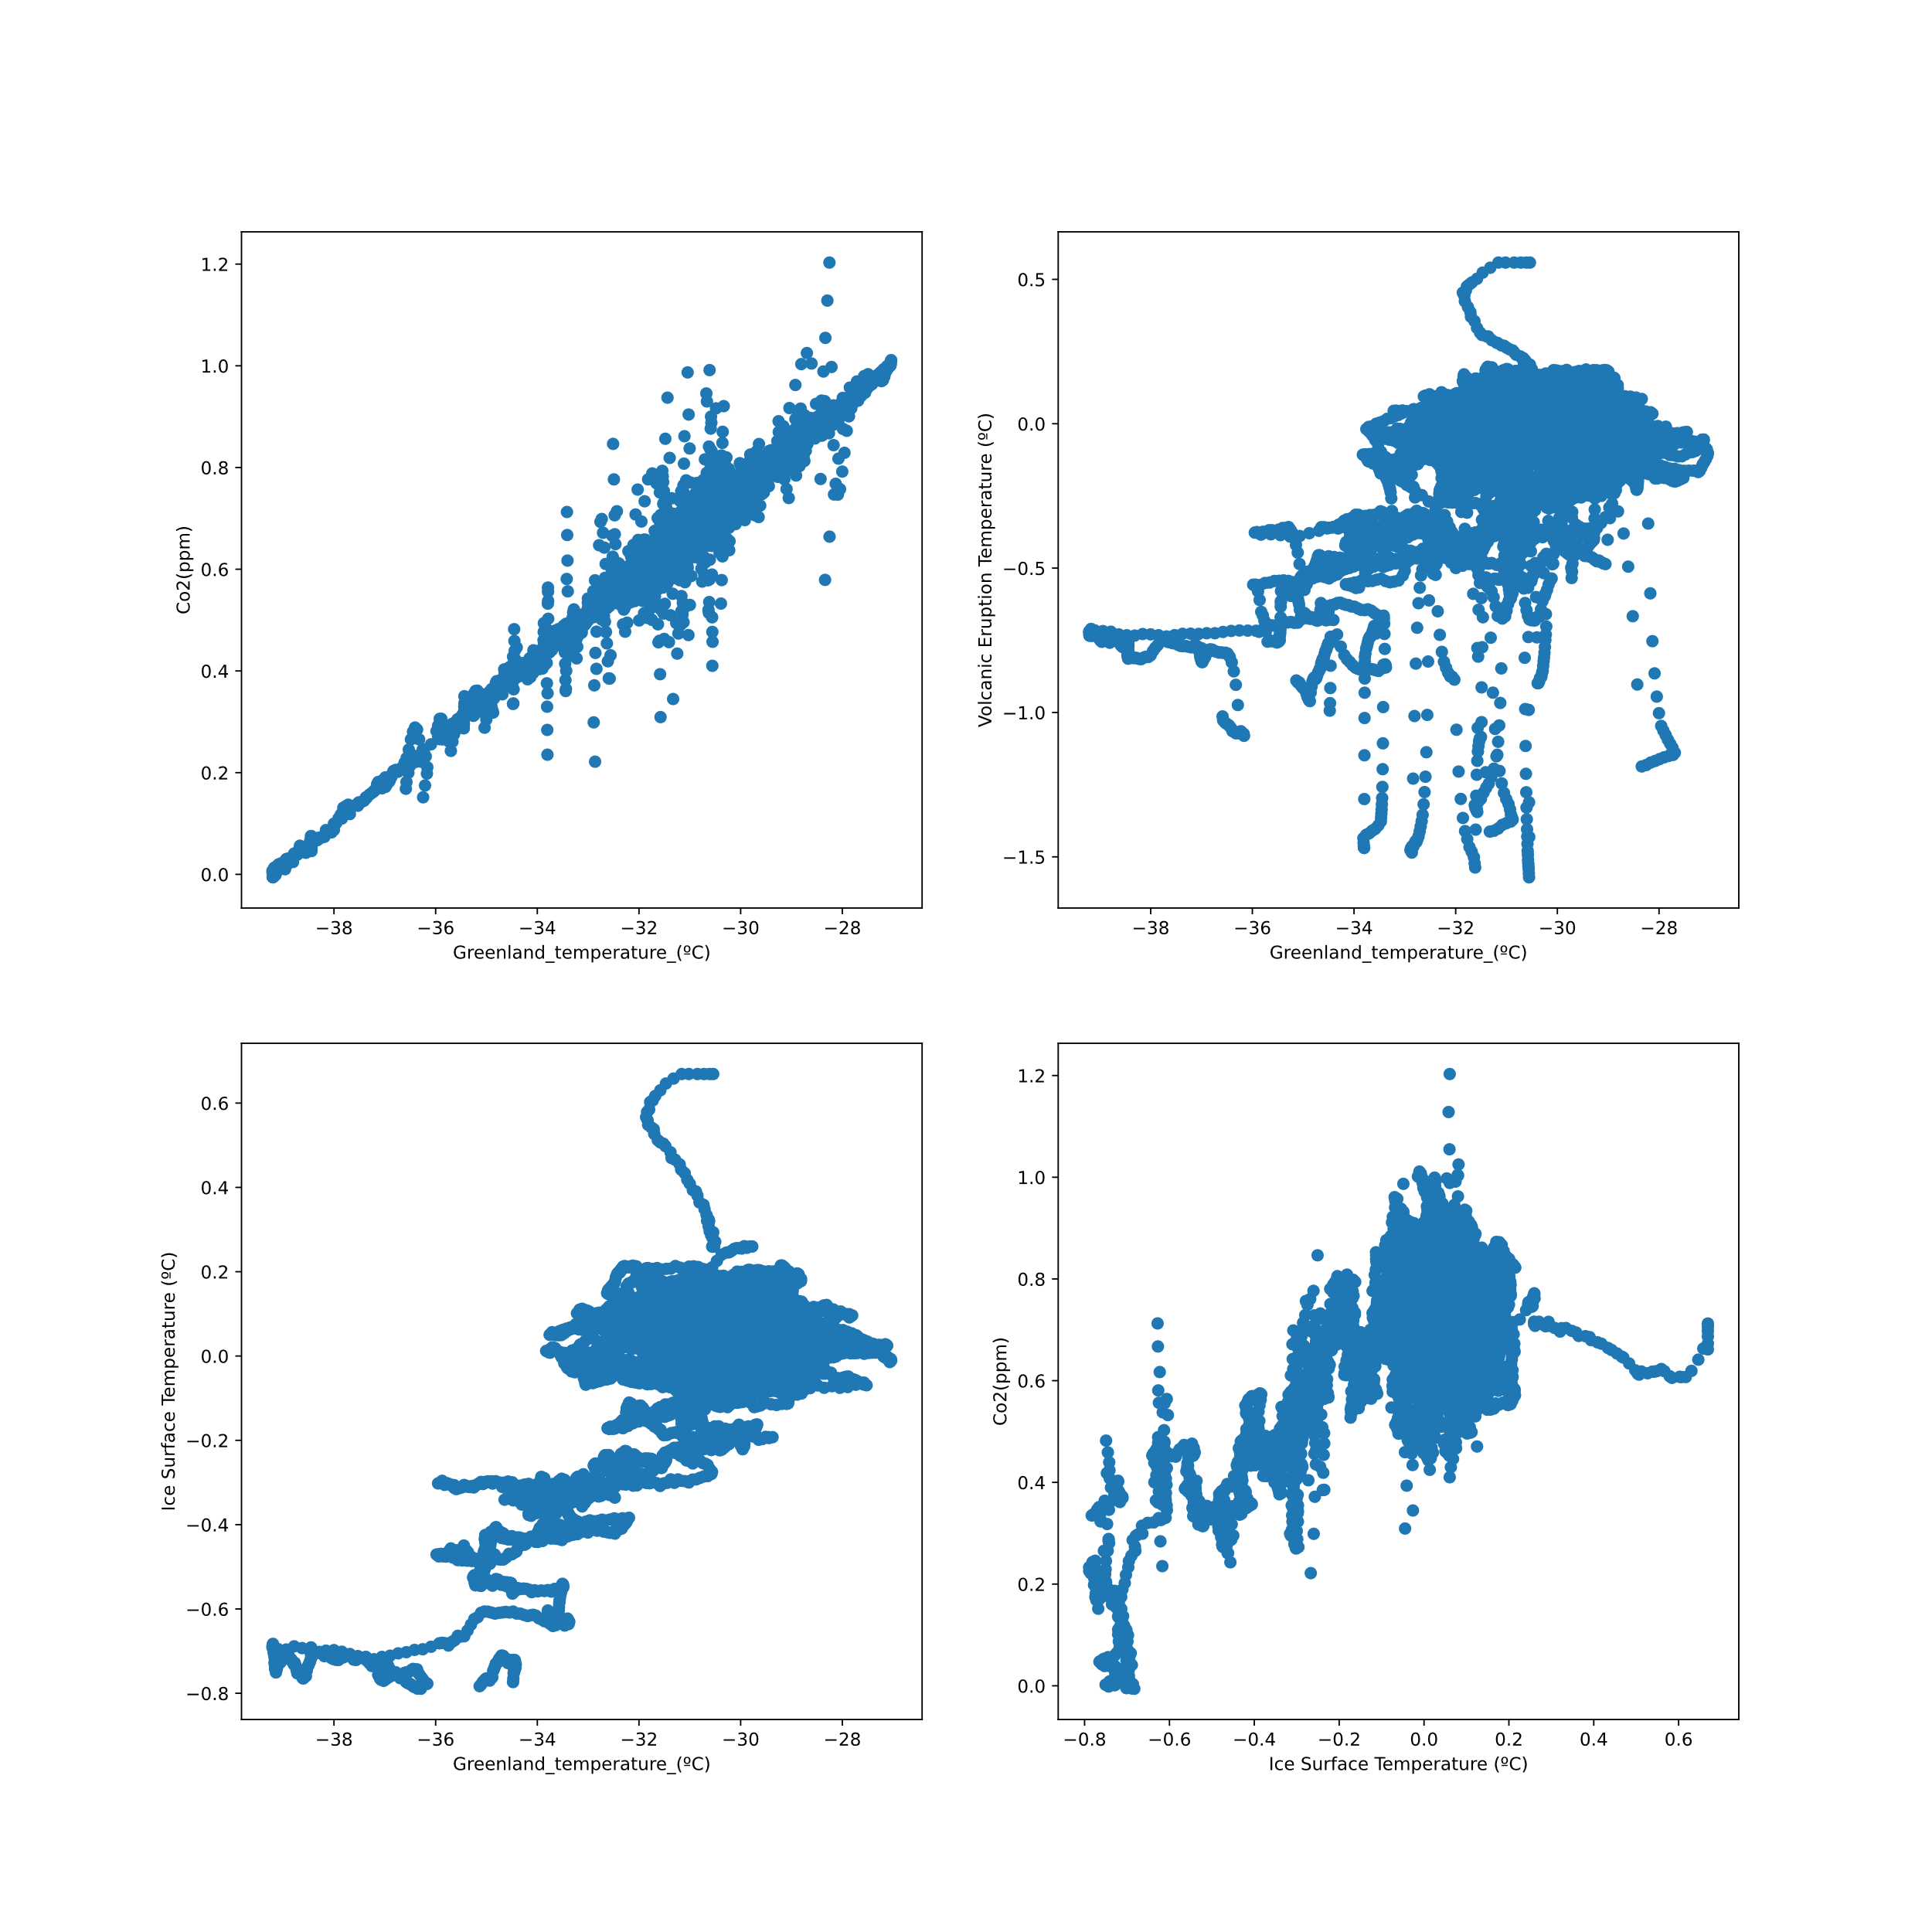 1.2
1.0
0.8
0.6
0.4
0.2
0.0
Co2(ppm)
−38 −36 −34 −32 −30 −28
Greenland_temperature_(ºC)
0.5
0.0
−0.5
−1.0
−1.5
Volcanic Eruption Temperature (ºC)
−38 −36 −34 −32 −30 −28
Greenland_temperature_(ºC)
0.6
0.4
0.2
0.0
−0.2
−0.4
−0.6
−0.8
Ice Surface Temperature (ºC)
−38 −36 −34 −32 −30 −28
Greenland_temperature_(ºC)
1.2
1.0
0.8
0.6
0.4
0.2
0.0
Co2(ppm)
−0.8 −0.6 −0.4 −0.2 0.0 0.2 0.4 0.6
Ice Surface Temperature (ºC)